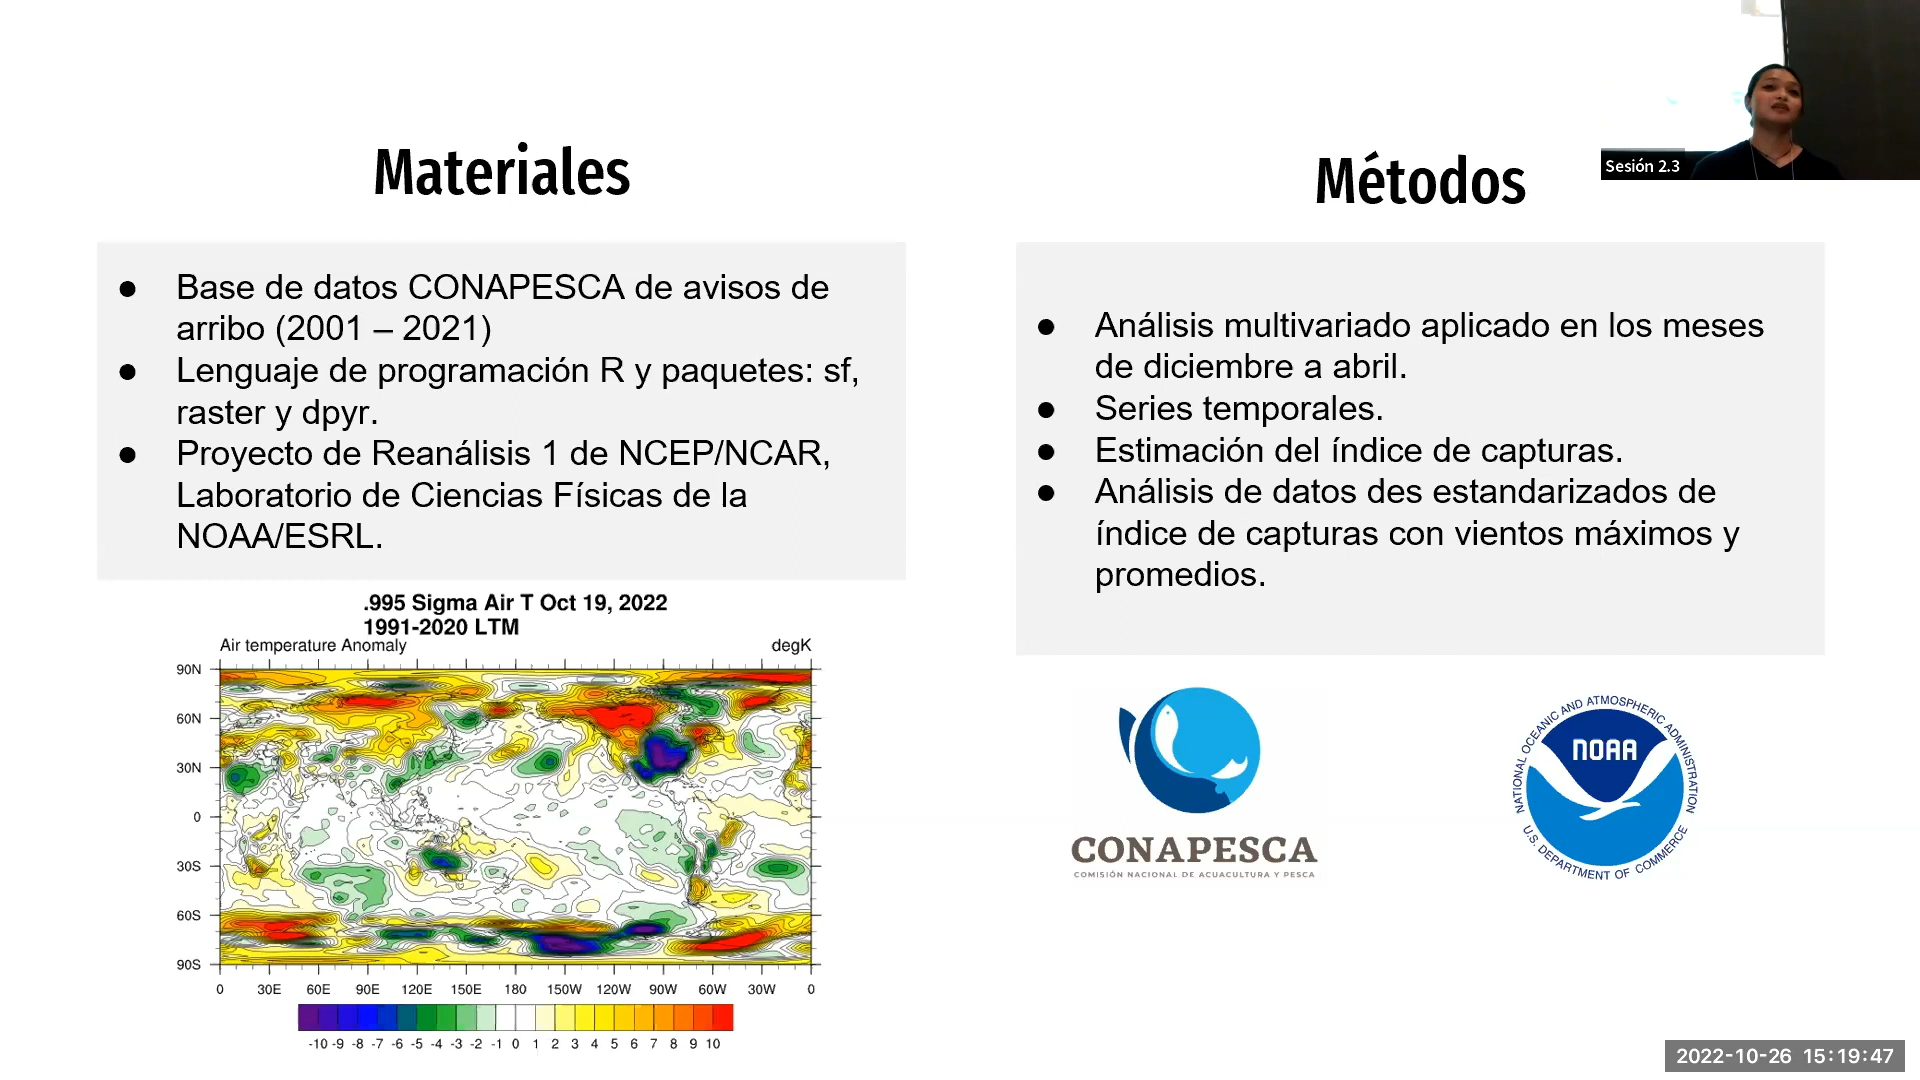 Materiales
Base de datos CONAPESCA de avisos de
arribo (2001 – 2021)
Lenguaje de programación R y paquetes: sf,
raster y dpyr.
Proyecto de Reanálisis 1 de NCEP/NCAR,
Laboratorio de Ciencias Físicas de la
NOAA/ESRL.
.995 Sigma Air T Oct 19, 2022
1991-2020 LTM
Air temperature Anomaly degK
90N
60N
30N
0
30S
60S
90S
0 30E 60E 90E 120E 150E 180 150W 120W 90W 60W 30W 0
-10 -9 -8 -7 -6 -5 -4 -3 -2 -1 0 1 2 3 4 5 6 7 8 9 10
Métodos
Sesión 2.3
Análisis multivariado aplicado en los meses
de diciembre a abril.
Series temporales.
Estimación del índice de capturas.
Análisis de datos des estandarizados de
índice de capturas con vientos máximos y
promedios.
CONAPESCA
COMISIÓN NACIONAL DE ACUACULTURA Y PESCA
NATIONAL OCEANIC AND ATMOSPHERIC ADMINISTRATION
NOAA
U.S. DEPARTMENT OF COMMERCE
2022-10-26 15:19:47